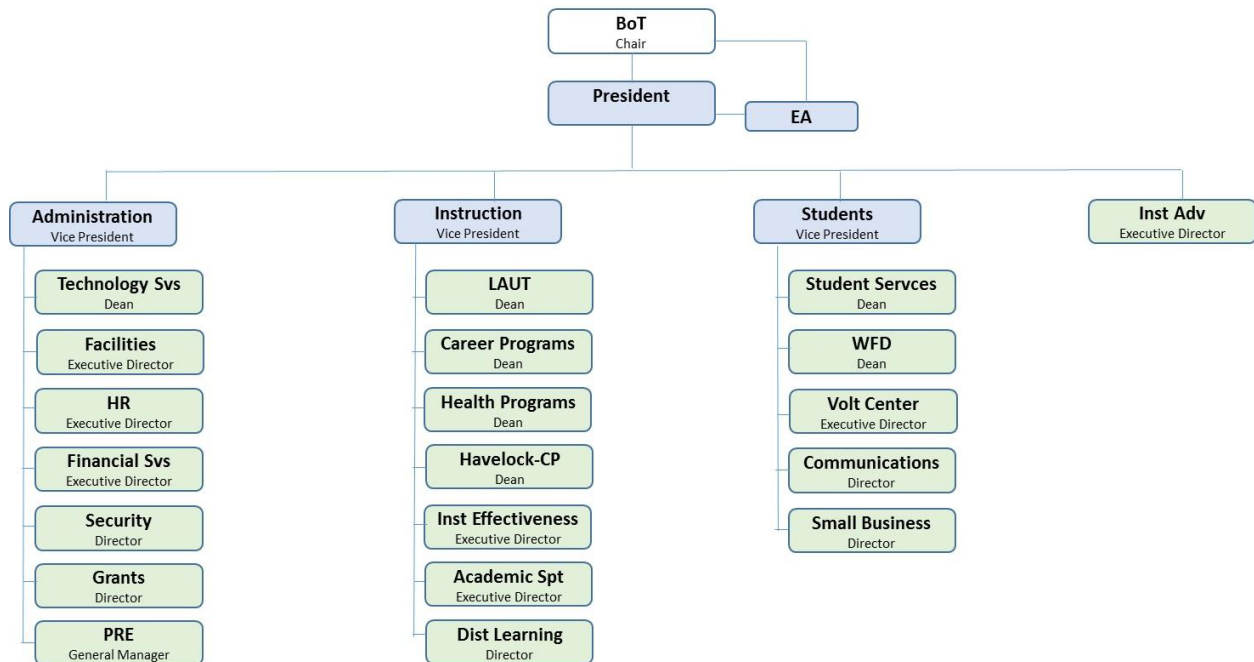 BoT
Chair
President
EA
Administration
Vice President
Instruction
Vice President
Students
Vice President
Inst Adv
Executive Director
Technology Svs
Dean
Facilities
Executive Director
HR
Executive Director
Financial Svs
Executive Director
Security
Director
Grants
Director
PRE
General Manager
LAUT
Dean
Career Programs
Dean
Health Programs
Dean
Havelock-CP
Dean
Inst Effectiveness
Executive Director
Academic Spt
Executive Director
Dist Learning
Director
Student Servces
Dean
WFD
Dean
Volt Center
Executive Director
Communications
Director
Small Business
Director